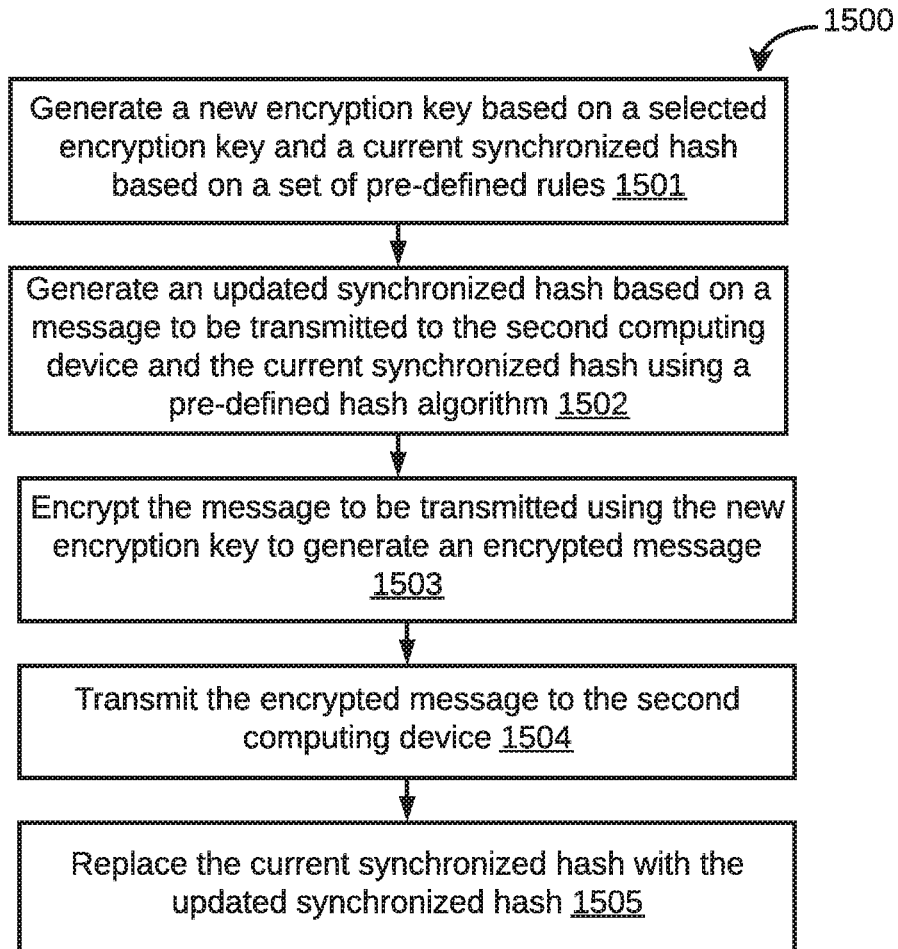 1500
Generate a new encryption key based on a selected
encryption key and a current synchronized hash
based on a set of pre-defined rules 1501
Generate an updated synchronized hash based on a
message to be transmitted to the second computing
device and the current synchronized hash using a
pre-defined hash algorithm 1502
Encrypt the message to be transmitted using the new
encryption key to generate an encrypted message
1503
Transmit the encrypted message to the second
computing device 1504
Replace the current synchronized hash with the
updated synchronized hash 1505